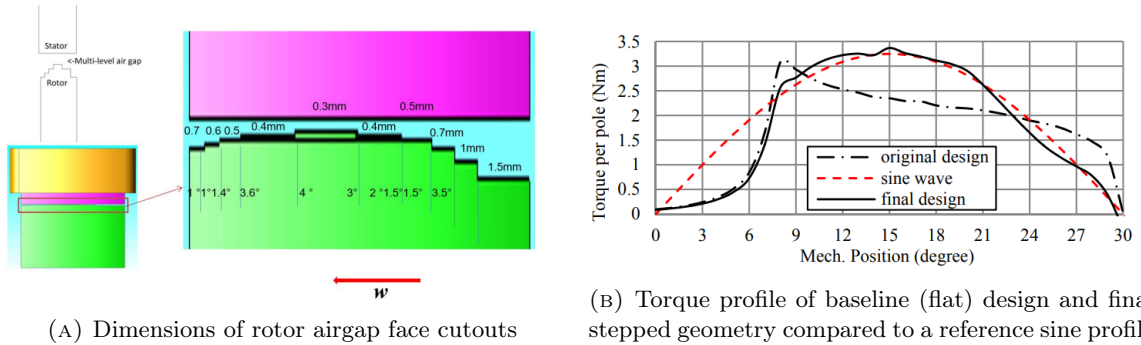 Stator
<-Multi-level air gap
Rotor
0.3mm
0.5mm
0.7 0.6 0.5 0.4mm 0.4mm 0.7mm
1mm
1.5mm
1° 1° 1.4° 3.6° 4° 3° 2° 1.5° 1.5° 3.5°
w
(A) Dimensions of rotor airgap face cutouts
Torque per pole (Nm)
3.5
3
2.5
2
1.5
1
0.5
0
original design
sine wave
final design
0 3 6 9 12 15 18 21 24 27 30
Mech. Position (degree)
(B) Torque profile of baseline (flat) design and fina
stepped geometry compared to a reference sine profil